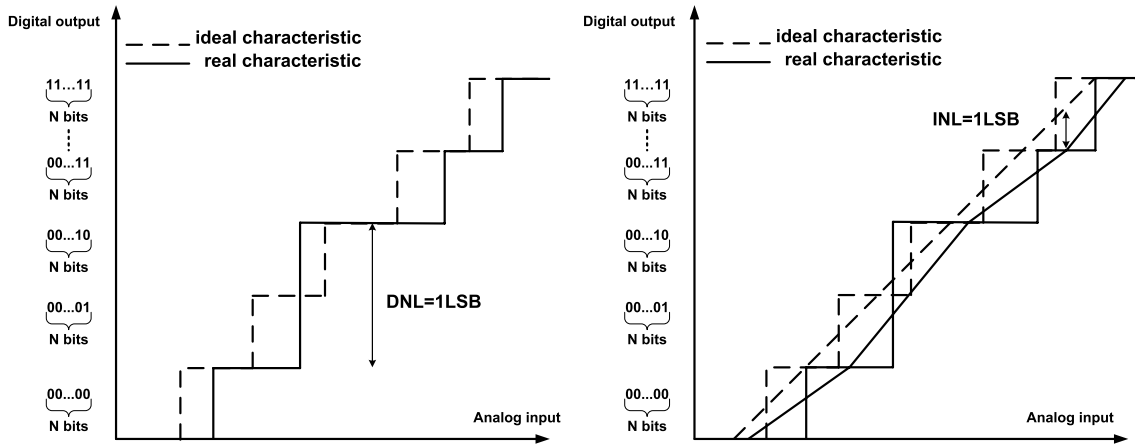 Digital output
ideal characteristic
real characteristic
11...11
N bits
00...11
N bits
00...10
N bits
DNL=1LSB
00...01
N bits
00...00
N bits
Analog input
Digital output
ideal characteristic
real characteristic
11...11
N bits
INL=1LSB
00...11
N bits
00...10
N bits
00...01
N bits
00...00
N bits
Analog input